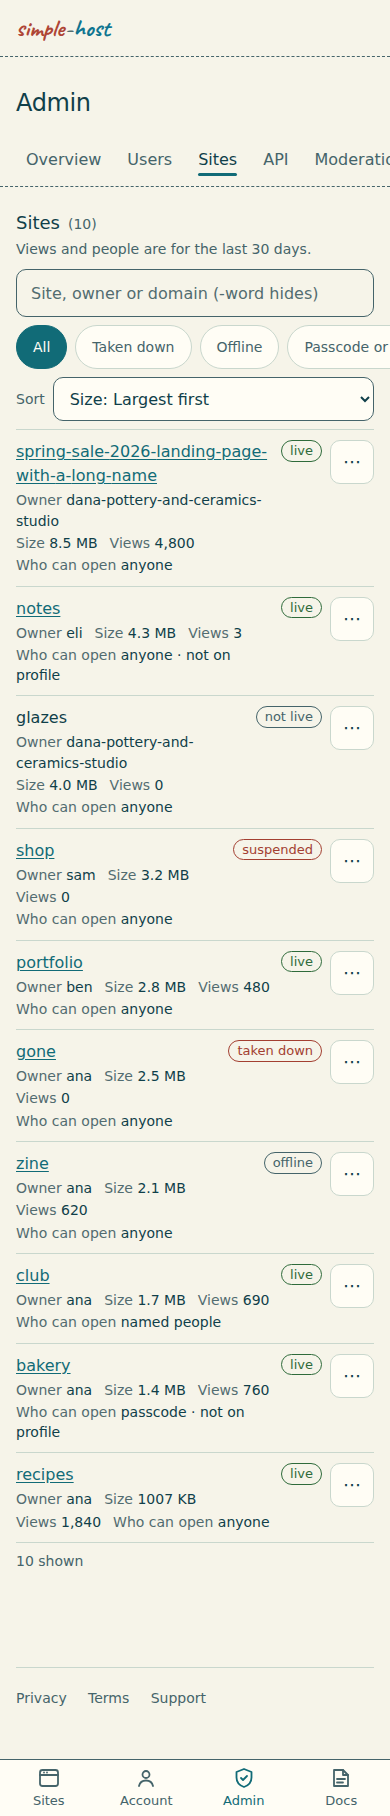 simple-host
Admin
Overview Users Sites API Moderatio
Sites (10)
Views and people are for the last 30 days.
Site, owner or domain (-word hides)
All Taken down Offline Passcode or
Sort Size: Largest first
spring-sale-2026-landing-page- live ···
with-a-long-name
Owner dana-pottery-and-ceramics-
studio
Size 8.5 MB Views 4,800
Who can open anyone
notes live ···
Owner eli Size 4.3 MB Views 3
Who can open anyone · not on
profile
glazes not live ···
Owner dana-pottery-and-
ceramics-studio
Size 4.0 MB Views 0
Who can open anyone
shop suspended ···
Owner sam Size 3.2 MB
Views 0
Who can open anyone
portfolio live ···
Owner ben Size 2.8 MB Views 480
Who can open anyone
gone taken down ···
Owner ana Size 2.5 MB
Views 0
Who can open anyone
zine offline ···
Owner ana Size 2.1 MB
Views 620
Who can open anyone
club live ···
Owner ana Size 1.7 MB Views 690
Who can open named people
bakery live ···
Owner ana Size 1.4 MB Views 760
Who can open passcode · not on
profile
recipes live ···
Owner ana Size 1007 KB
Views 1,840 Who can open anyone
10 shown
Privacy Terms Support
Sites Account Admin Docs